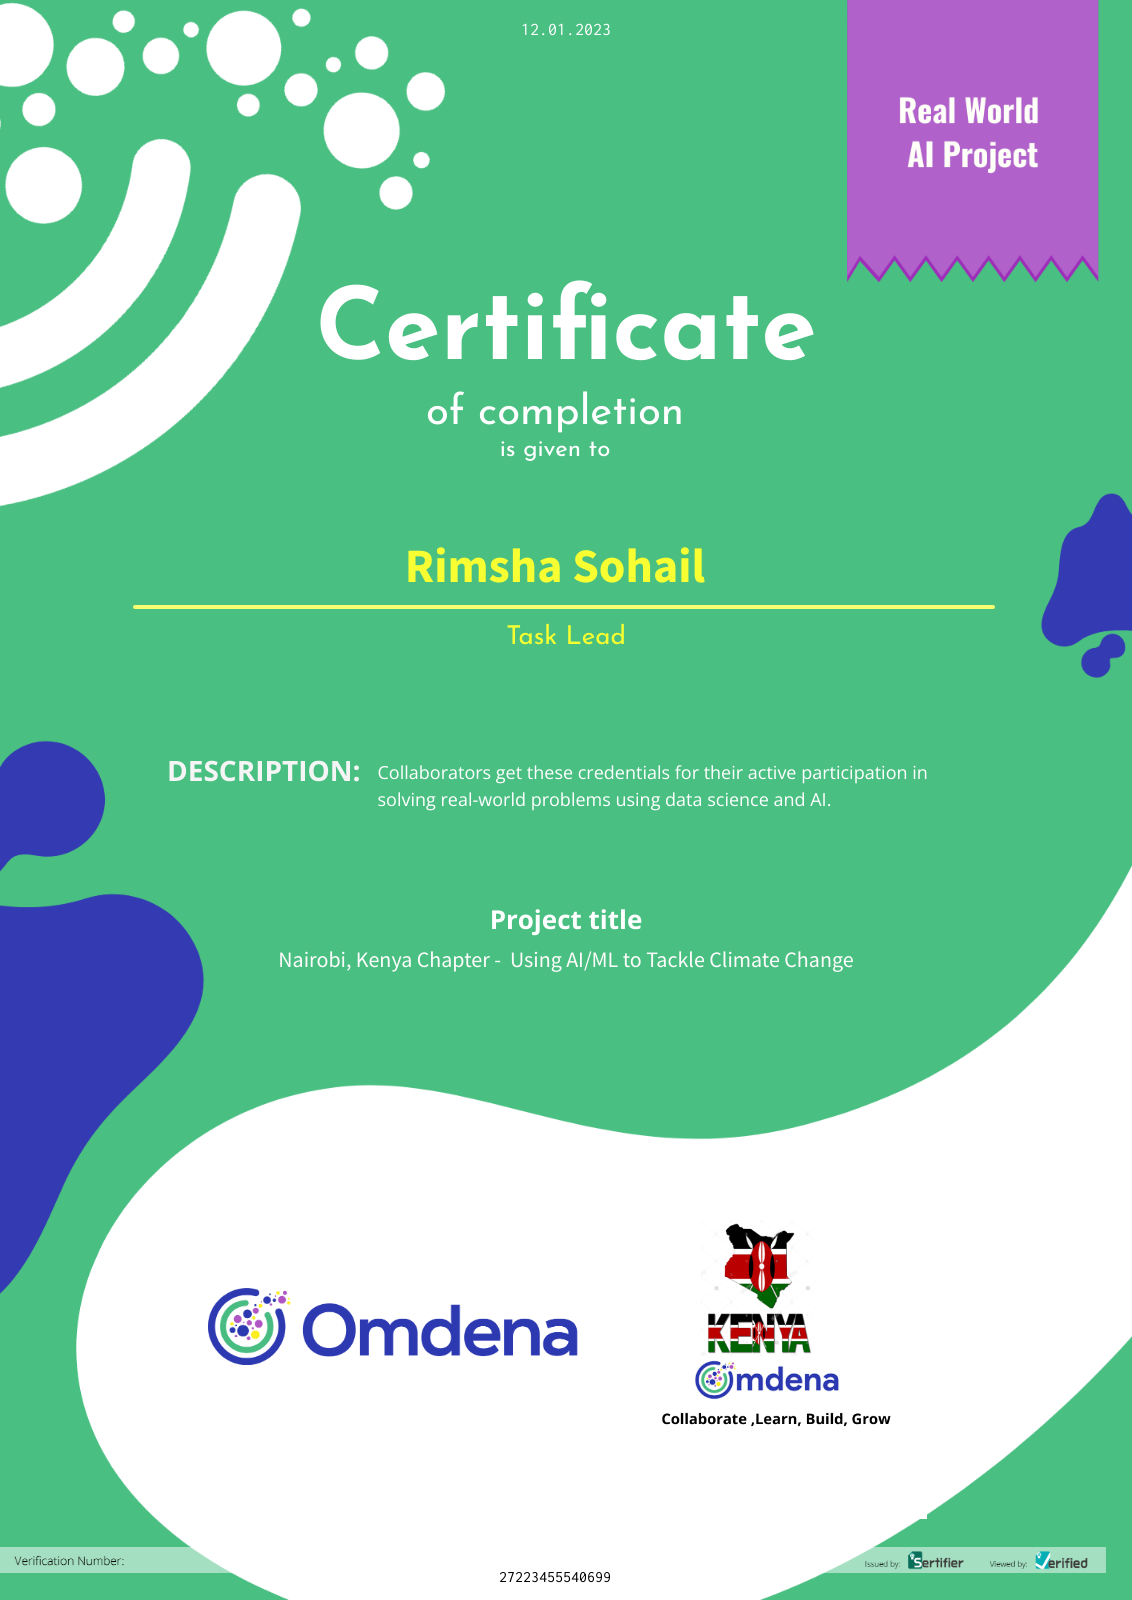 12.01.2023
Real World
AI Project
Certificate
of completion
is given to
Rimsha Sohail
Task Lead
DESCRIPTION: Collaborators get these credentials for their active participation in
solving real-world problems using data science and AI.
Project title
Nairobi, Kenya Chapter - Using AI/ML to Tackle Climate Change
Omdena
KENYA
Omdena
Collaborate ,Learn, Build, Grow
Verification Number:
27223455540699
Issued by: Sertifier Viewed by: Verified